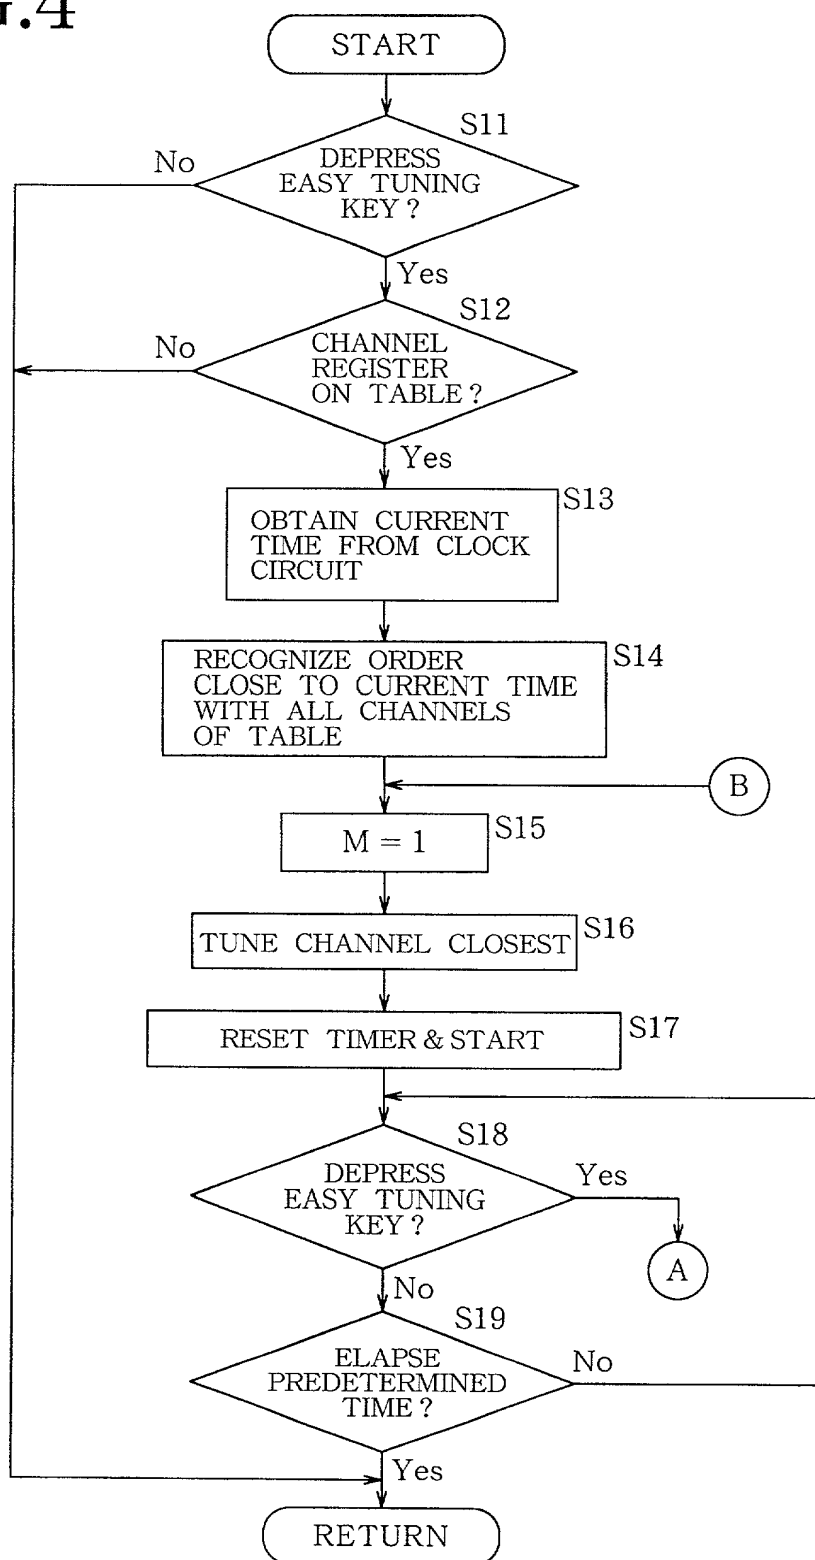 G.4
START
S11
DEPRESS
EASY TUNING
KEY?
No
Yes
S12
CHANNEL
REGISTER
ON TABLE?
No
Yes
S13
OBTAIN CURRENT
TIME FROM CLOCK
CIRCUIT
S14
RECOGNIZE ORDER
CLOSE TO CURRENT TIME
WITH ALL CHANNELS
OF TABLE
B
M = 1
S15
TUNE CHANNEL CLOSEST
S16
RESET TIMER & START
S17
S18
DEPRESS
EASY TUNING
KEY?
Yes
A
No
S19
ELAPSE
PREDETERMINED
TIME?
No
Yes
RETURN